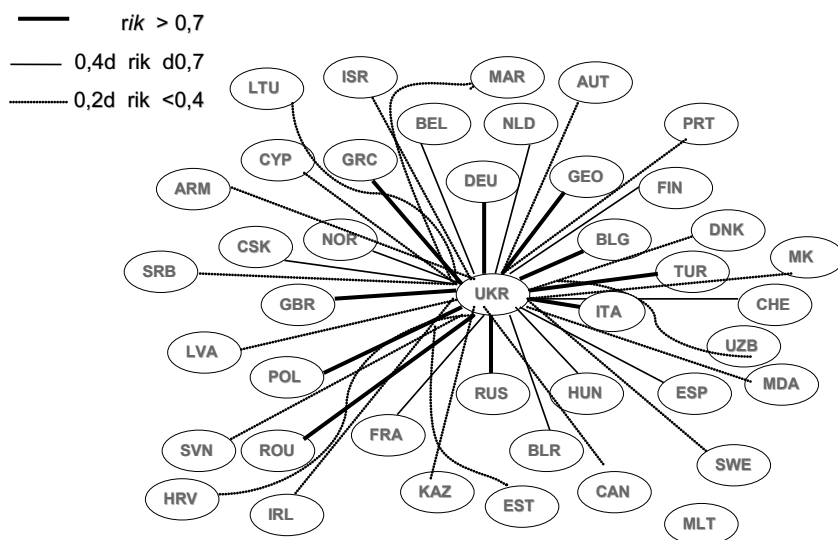 rik > 0,7
0,4d rik d0,7
0,2d rik <0,4
LTU
ISR
MAR
AUT
BEL
NLD
PRT
CYP
GRC
DEU
GEO
FIN
ARM
CSK
NOR
BLG
DNK
MK
SRB
TUR
GBR
UKR
ITA
CHE
LVA
UZB
POL
RUS
HUN
ESP
MDA
SVN
ROU
FRA
BLR
SWE
HRV
IRL
KAZ
EST
CAN
MLT